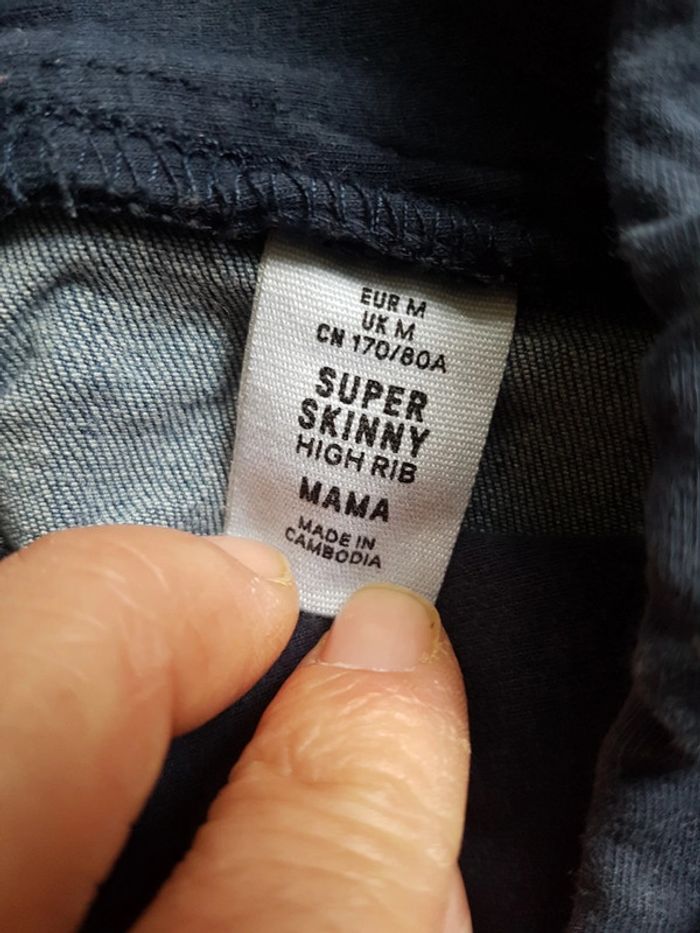 EUR M
UK M
CN 170/80A
SUPER
SKINNY
HIGH RIB
MAMA
MADE IN
CAMBODIA